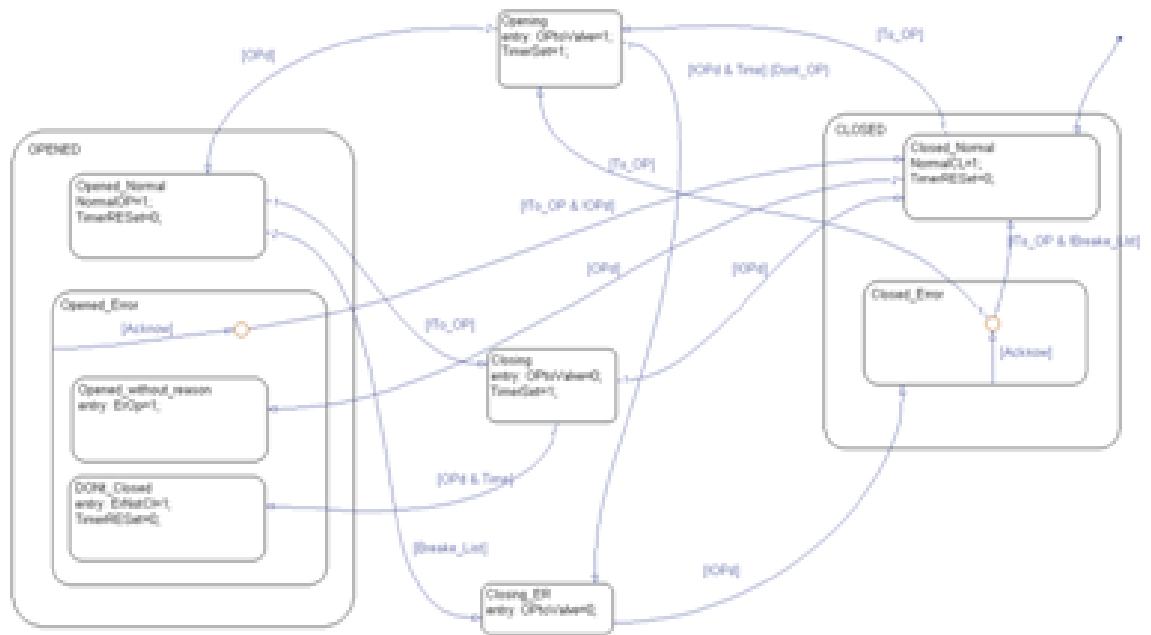 Opening
entry: OPtoValve=1;
TimerSet=1;
[To_OP]
[OPd]
[!OPd & Time] {Dont_OP}
OPENED
CLOSED
Closed_Normal
NormalCL=1;
TimerRESet=0;
[To_OP]
Opened_Normal
NormalOP=1;
TimerRESet=0;
[!To_OP & !OPd]
[!To_OP & !Breake_List]
[OPd]
[!OPd]
Opened_Error
Closed_Error
[Acknow]
[!To_OP]
[Acknow]
Closing
entry: OPtoValve=0;
TimerSet=1;
Opened_without_reason
entry: ErOp=1;
[OPd & Time]
DONt_Closed
entry: ErNotCl=1;
TimerRESet=0;
[Breake_List]
[!OPd]
Closing_ER
entry: OPtoValve=0;